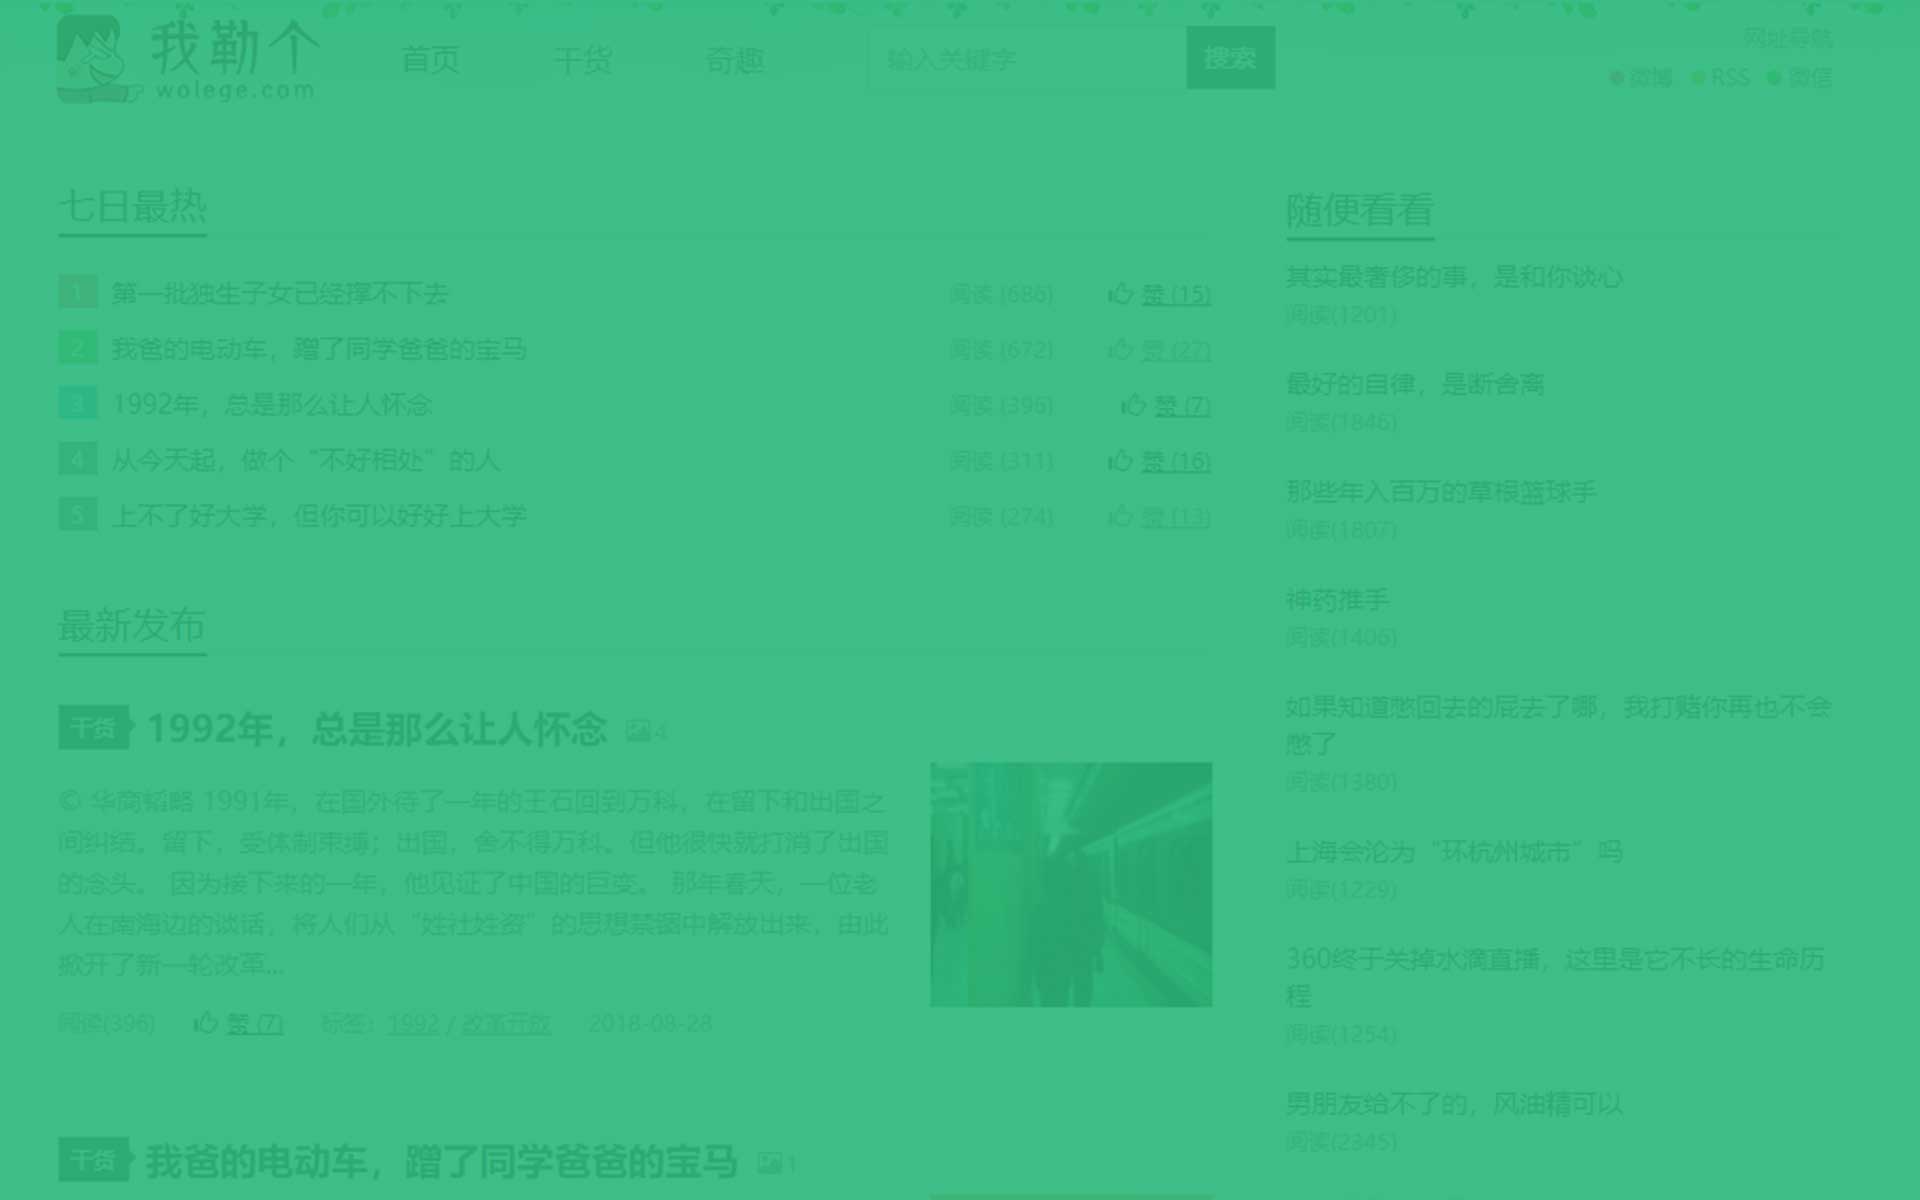 我勒个
wolege.com
首页
干货
奇趣
输入关键字
搜索
网址导航
微博 RSS 微信
七日最热
1 第一批独生子女已经撑不下去 阅读 (686) 赞 (15)
2 我爸的电动车，蹭了同学爸爸的宝马 阅读 (672) 赞 (27)
3 1992年，总是那么让人怀念 阅读 (396) 赞 (7)
4 从今天起，做个“不好相处”的人 阅读 (311) 赞 (16)
5 上不了好大学，但你可以好好上大学 阅读 (274) 赞 (13)
最新发布
干货 1992年，总是那么让人怀念 4
© 华商韬略 1991年，在国外待了一年的王石回到万科，在留下和出国之
间纠结。留下，受体制束缚；出国，舍不得万科。但他很快就打消了出国
的念头。 因为接下来的一年，他见证了中国的巨变。 那年春天，一位老
人在南海边的谈话，将人们从“姓社姓资”的思想禁锢中解放出来，由此
掀开了新一轮改革...
阅读(396) 赞 (7) 标签：1992 / 改革开放 2018-08-28
干货 我爸的电动车，蹭了同学爸爸的宝马 1
随便看看
其实最奢侈的事，是和你谈心
阅读(1201)
最好的自律，是断舍离
阅读(1846)
那些年入百万的草根篮球手
阅读(1807)
神药推手
阅读(1406)
如果知道憋回去的屁去了哪，我打赌你再也不会
憋了
阅读(1380)
上海会沦为“环杭州城市”吗
阅读(1229)
360终于关掉水滴直播，这里是它不长的生命历
程
阅读(1254)
男朋友给不了的，风油精可以
阅读(2345)